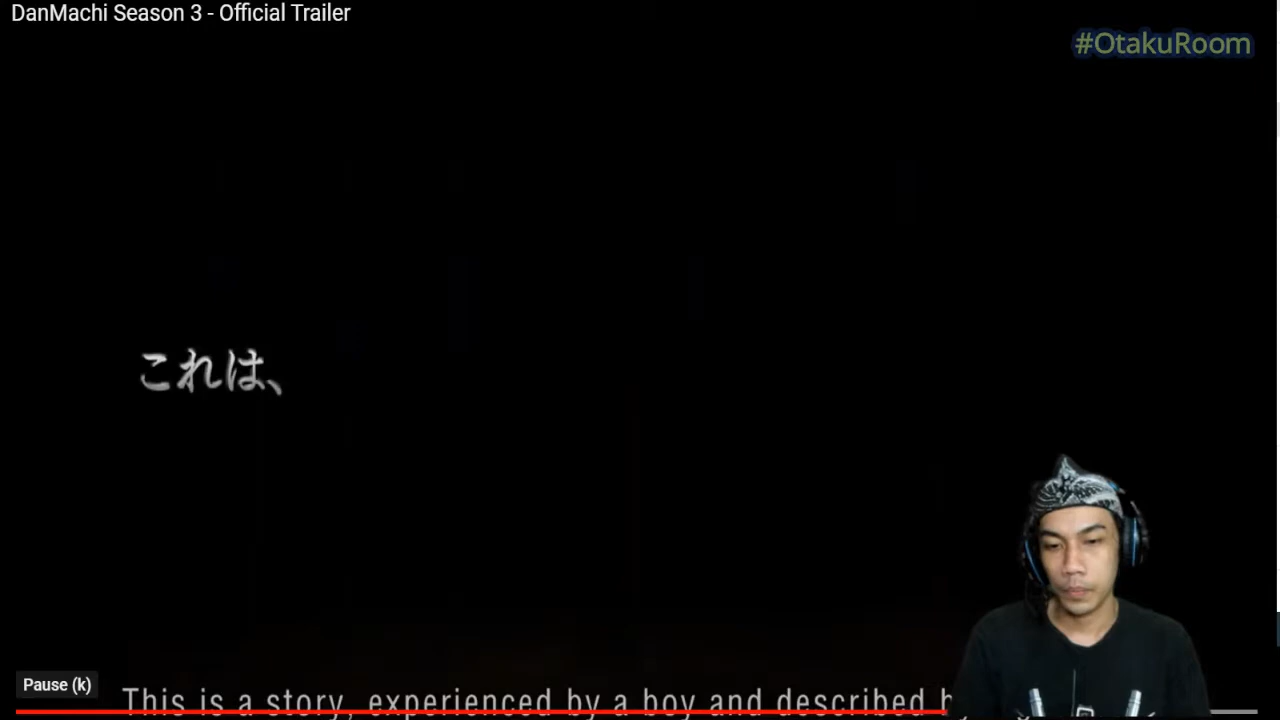 DanMachi Season 3 - Official Trailer
#OtakuRoom
これは、
Pause (k)
This is a story, experienced by a boy and described